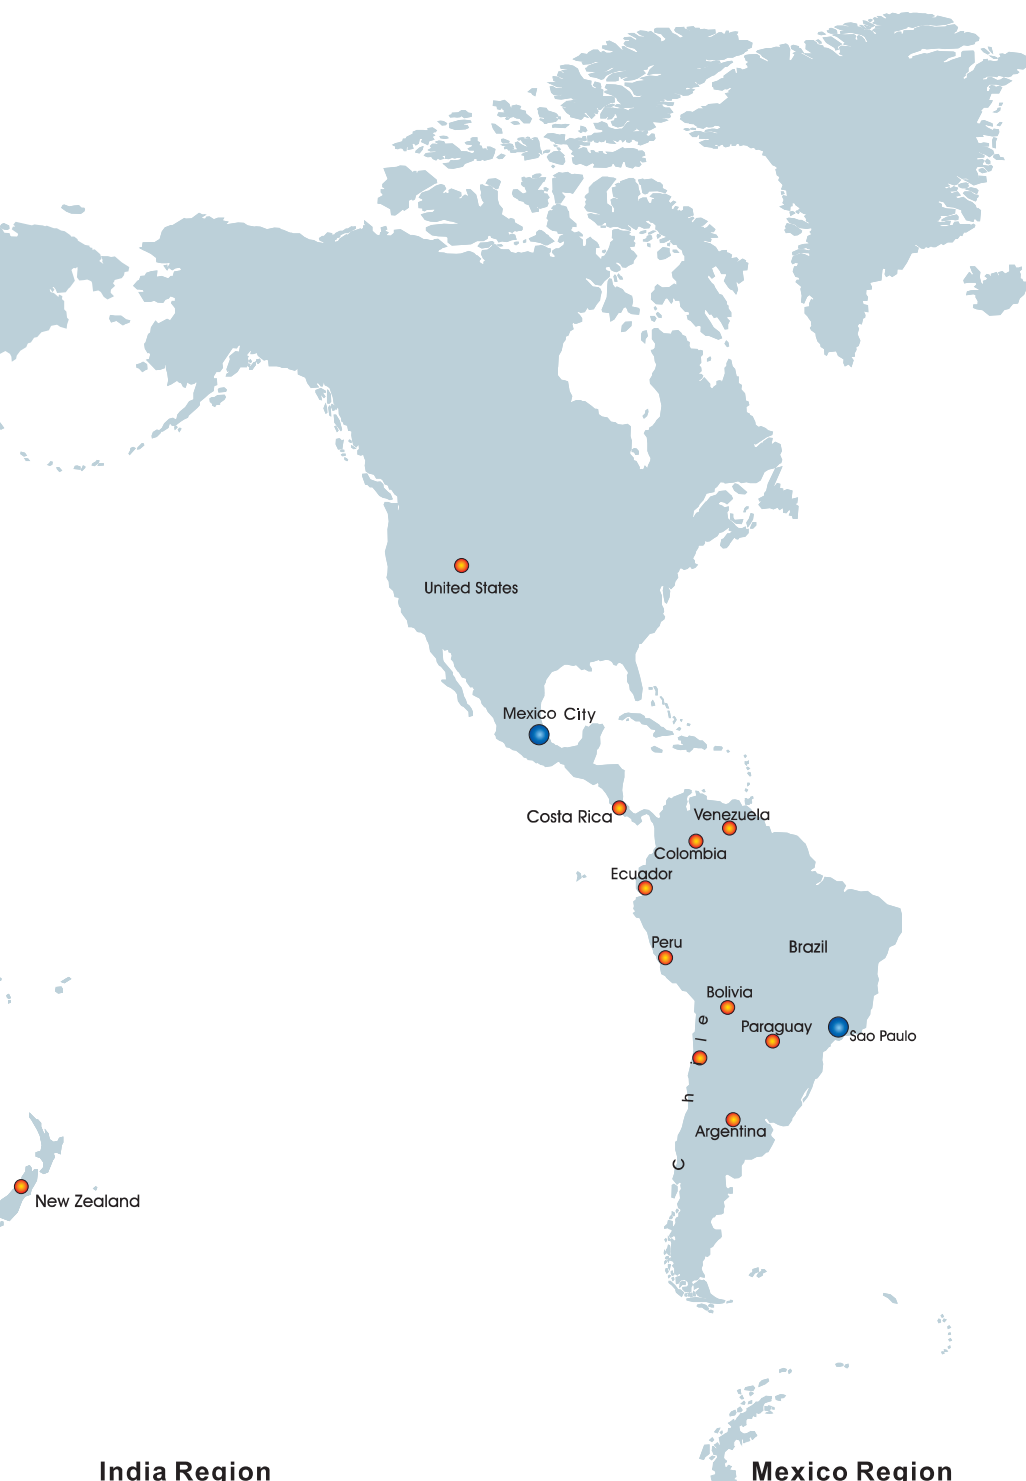 United States
Mexico City
Costa Rica
Venezuela
Colombia
Ecuador
Peru
Brazil
Bolivia
Paraguay
Sao Paulo
Chile
Argentina
New Zealand
India Region
Mexico Region